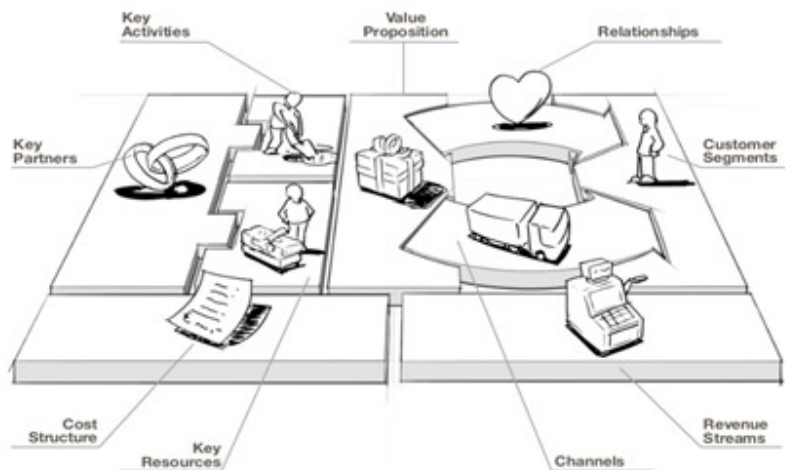 Key
Activities
Value
Proposition
Relationships
Key
Partners
Customer
Segments
Cost
Structure
Key
Resources
Channels
Revenue
Streams